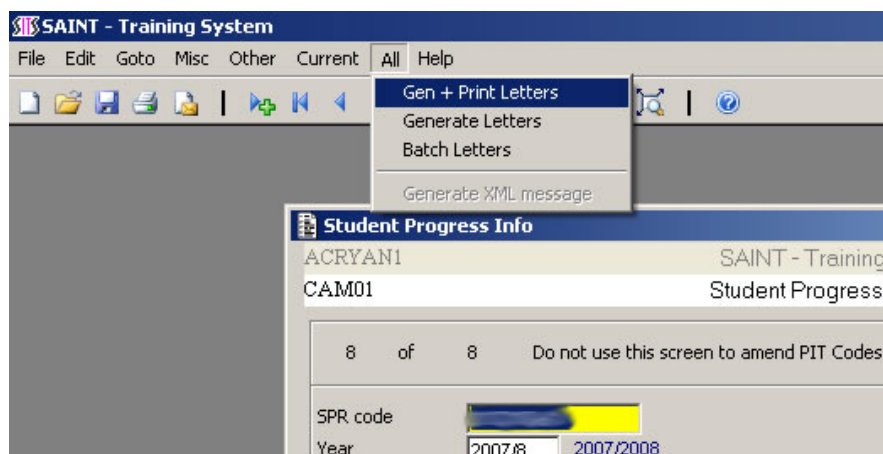 SITS SAINT - Training System
File Edit Goto Misc Other Current All Help
Gen + Print Letters
Generate Letters
Batch Letters
Generate XML message
Student Progress Info
ACRYAN1 SAINT - Training
CAM01 Student Progress
8 of 8 Do not use this screen to amend PIT Codes
SPR code
Year 2007/8 2007/2008